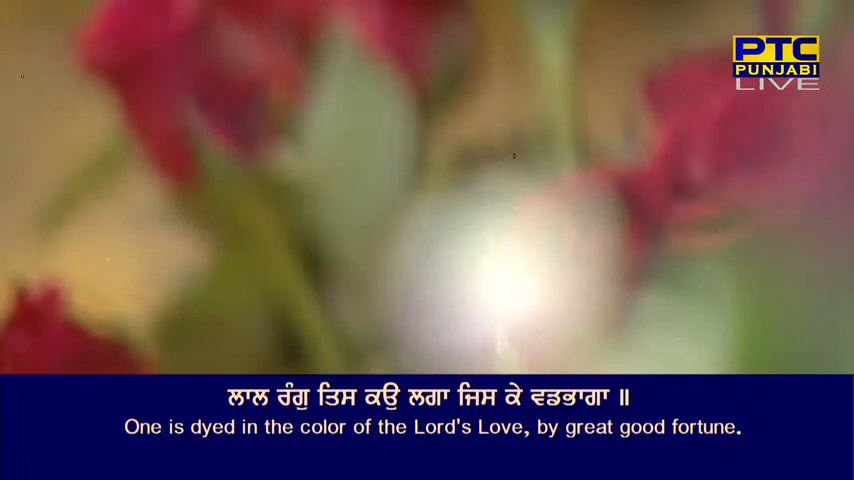 PTC
PUNJABI
LIVE
ਲਾਲ ਰੰਗੁ ਤਿਸ ਕਉ ਲਗਾ ਜਿਸ ਕੇ ਵਡਭਾਗਾ ॥
One is dyed in the color of the Lord's Love, by great good fortune.